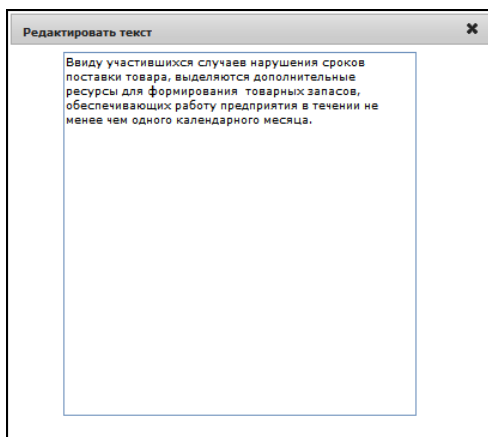 Редактировать текст
Ввиду участившихся случаев нарушения сроков
поставки товара, выделяются дополнительные
ресурсы для формирования  товарных запасов,
обеспечивающих работу предприятия в течении не
менее чем одного календарного месяца.